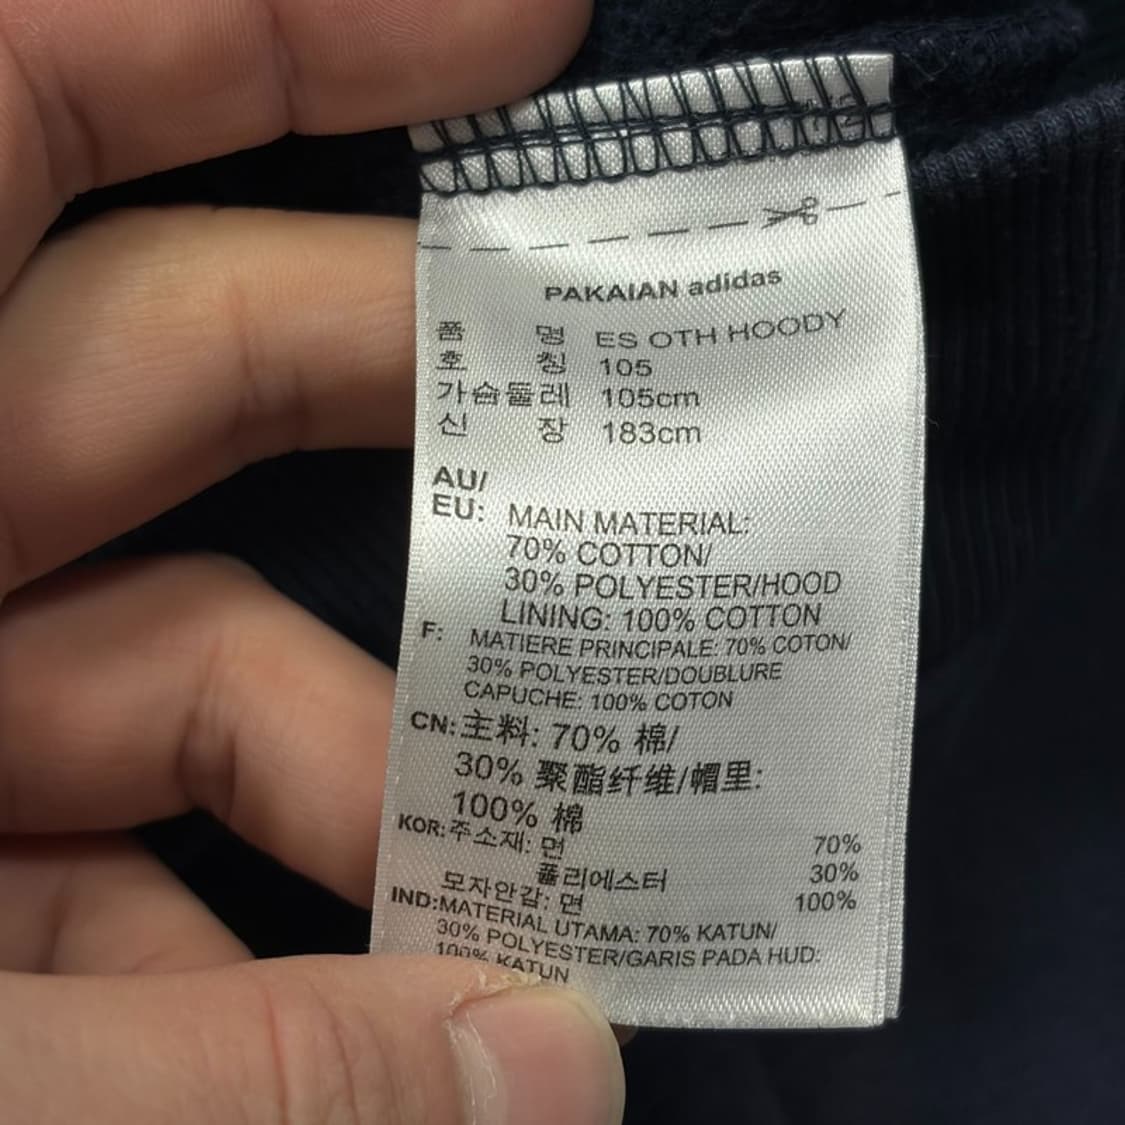 PAKAIAN adidas
품 명 ES OTH HOODY
호 칭 105
가슴둘레 105cm
신 장 183cm
AU/
EU: MAIN MATERIAL:
70% COTTON/
30% POLYESTER/HOOD
LINING: 100% COTTON
F: MATIERE PRINCIPALE: 70% COTON/
30% POLYESTER/DOUBLURE
CAPUCHE: 100% COTON
CN: 主料: 70% 棉/
30% 聚酯纤维/帽里:
100% 棉
KOR: 주소재: 면 70%
폴리에스터 30%
모자안감: 면 100%
IND: MATERIAL UTAMA: 70% KATUN/
30% POLYESTER/GARIS PADA HUD:
100% KATUN